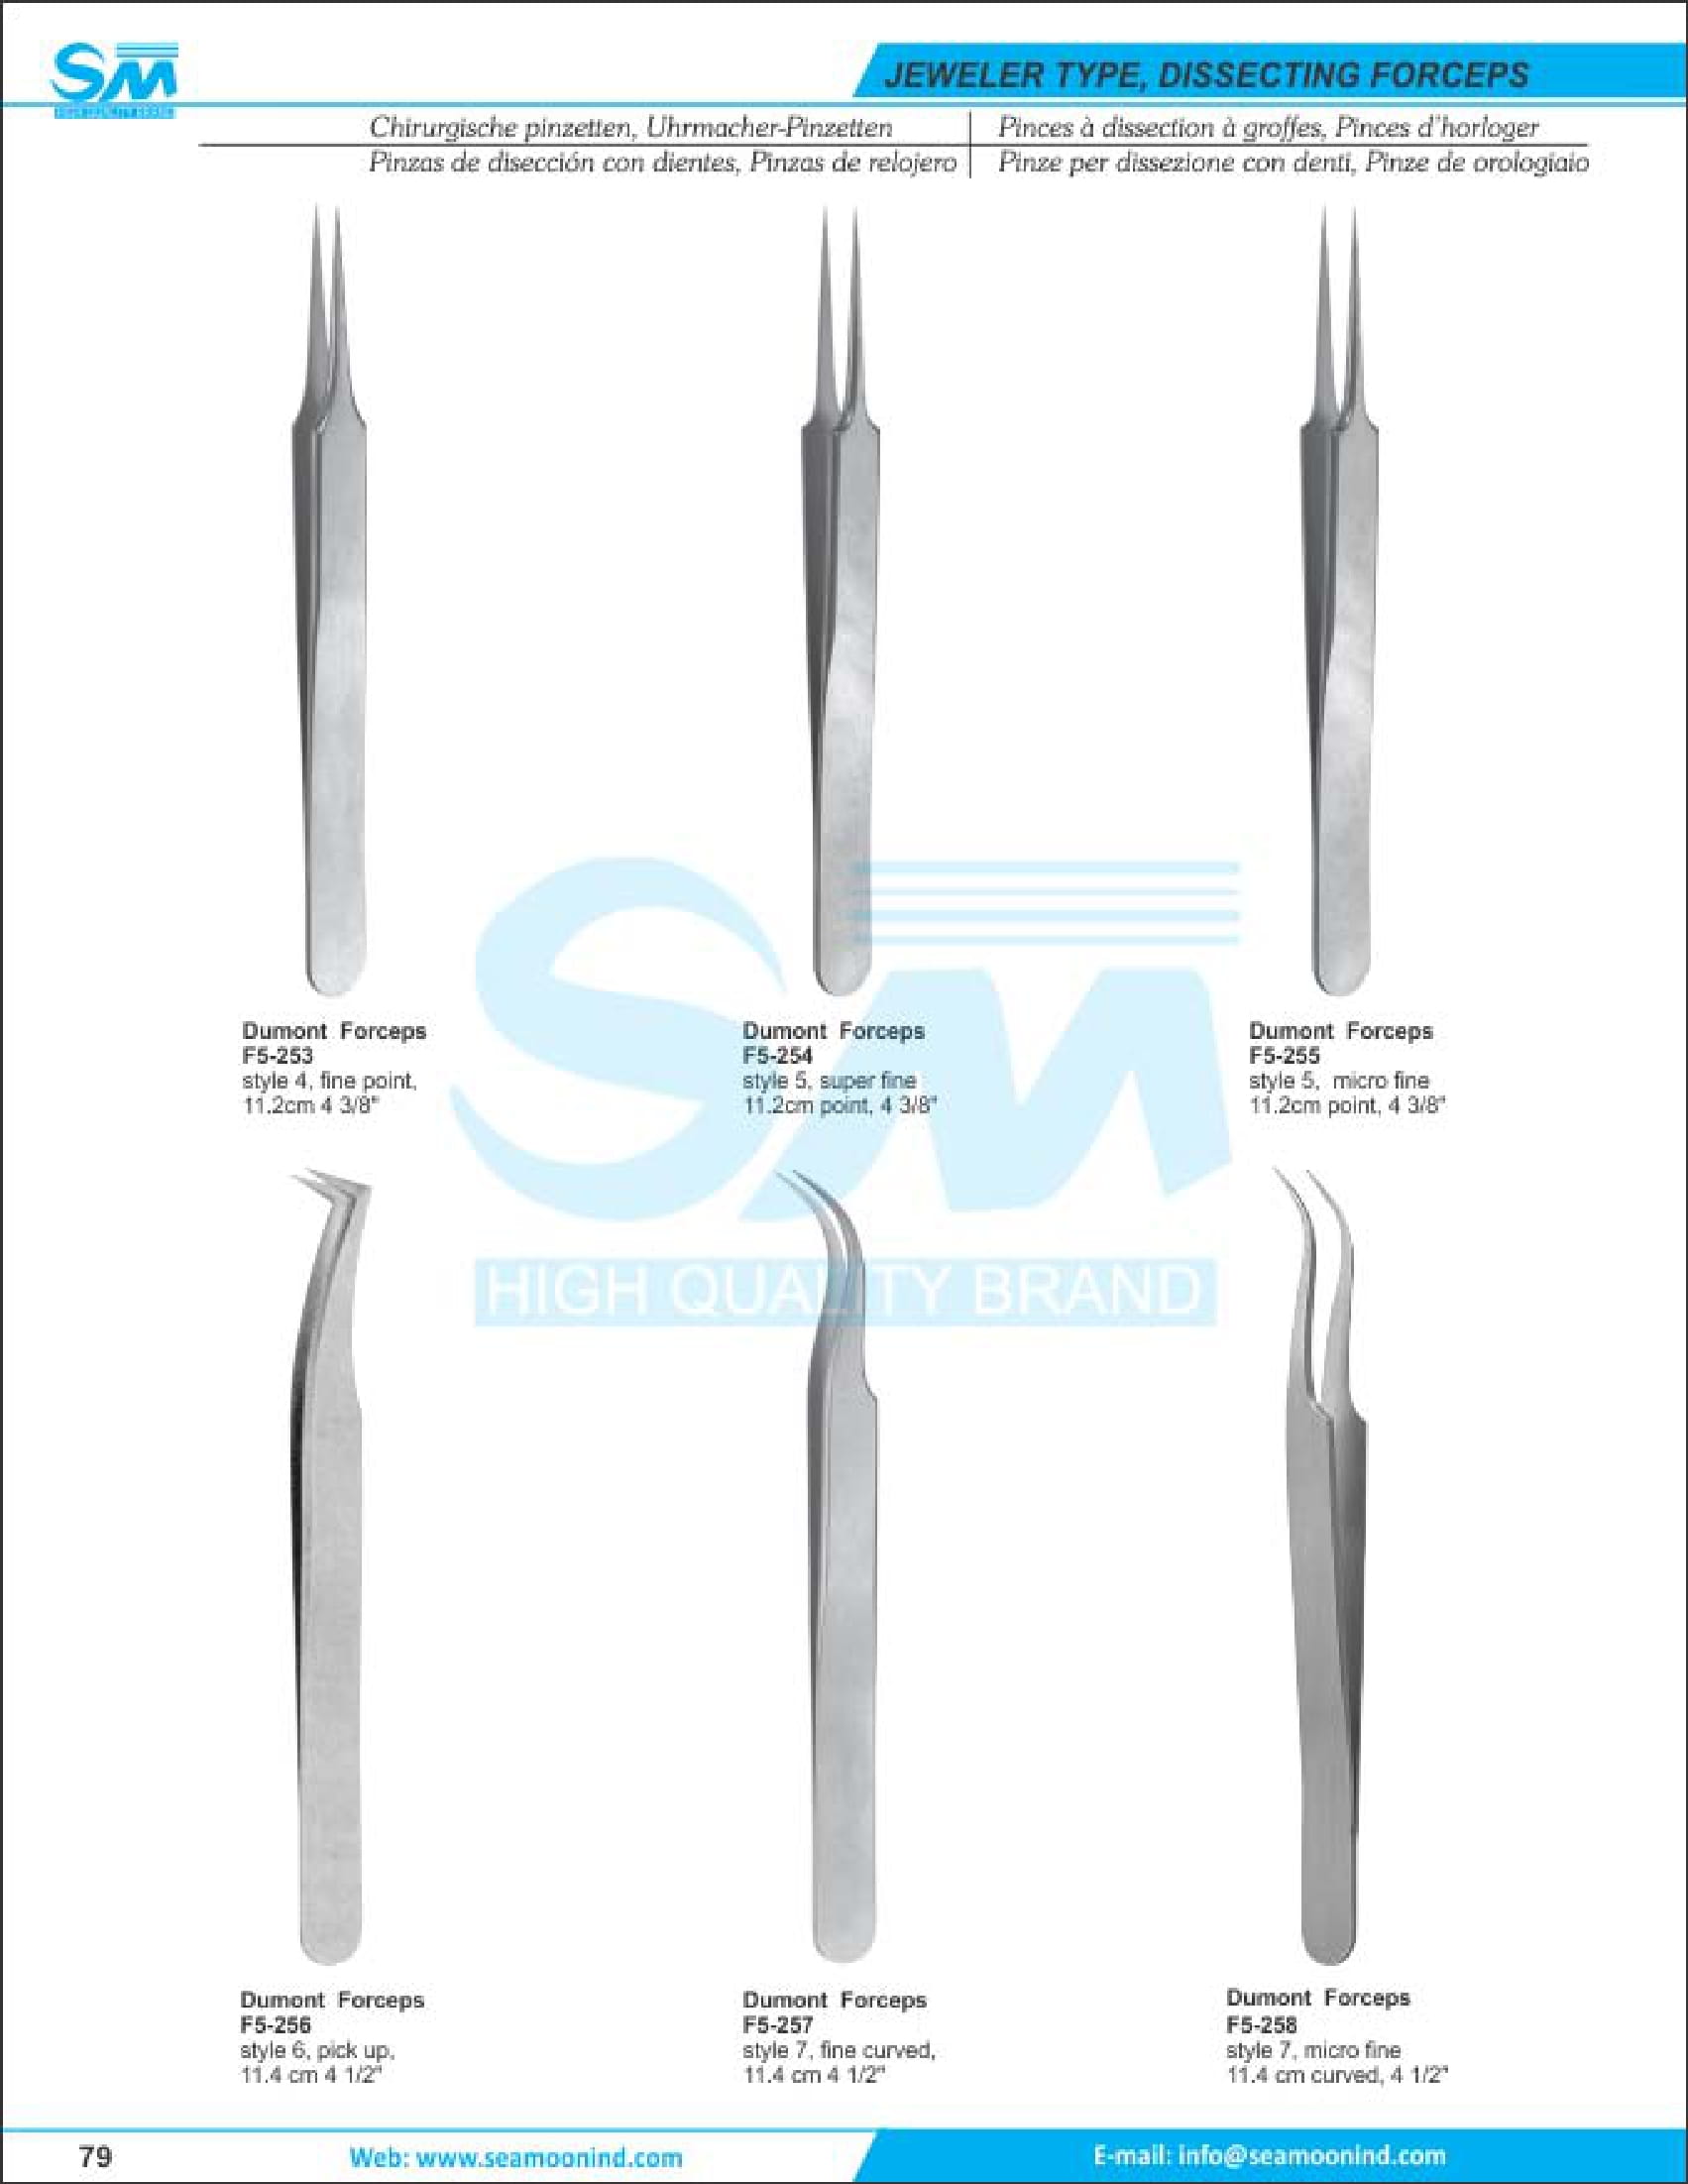 SM
JEWELER TYPE, DISSECTING FORCEPS
Chirurgische pinzetten, Uhrmacher-Pinzetten
Pinces à dissection à groffes, Pinces d'horloger
Pinzas de disección con dientes, Pinzas de relojero
Pinze per dissezione con denti, Pinze de orologiaio
Dumont Forceps
F5-253
style 4, fine point,
11.2cm 4 3/8"
Dumont Forceps
F5-254
style 5, super fine
11.2cm point, 4 3/8"
Dumont Forceps
F5-255
style 5, micro fine
11.2cm point, 4 3/8"
SM
HIGH QUALITY BRAND
Dumont Forceps
F5-256
style 6, pick up,
11.4 cm 4 1/2"
Dumont Forceps
F5-257
style 7, fine curved,
11.4 cm 4 1/2"
Dumont Forceps
F5-258
style 7, micro fine
11.4 cm curved, 4 1/2"
79
Web: www.seamoonind.com
E-mail: info@seamoonind.com